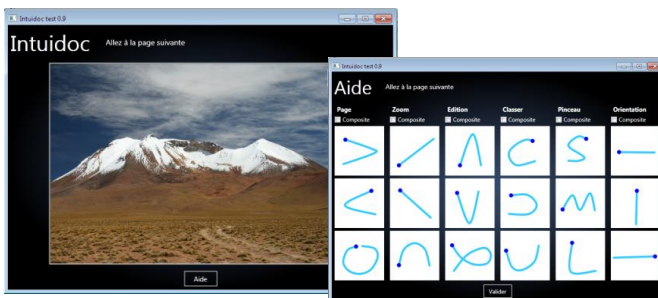 Intuidoc test 0.9
Intuidoc
Allez à la page suivante
Aide
Intuidoc test 0.9
Aide
Allez à la page suivante
Page Zoom Edition Classer Pinceau Orientation
Composite Composite Composite Composite Composite Composite
Valider